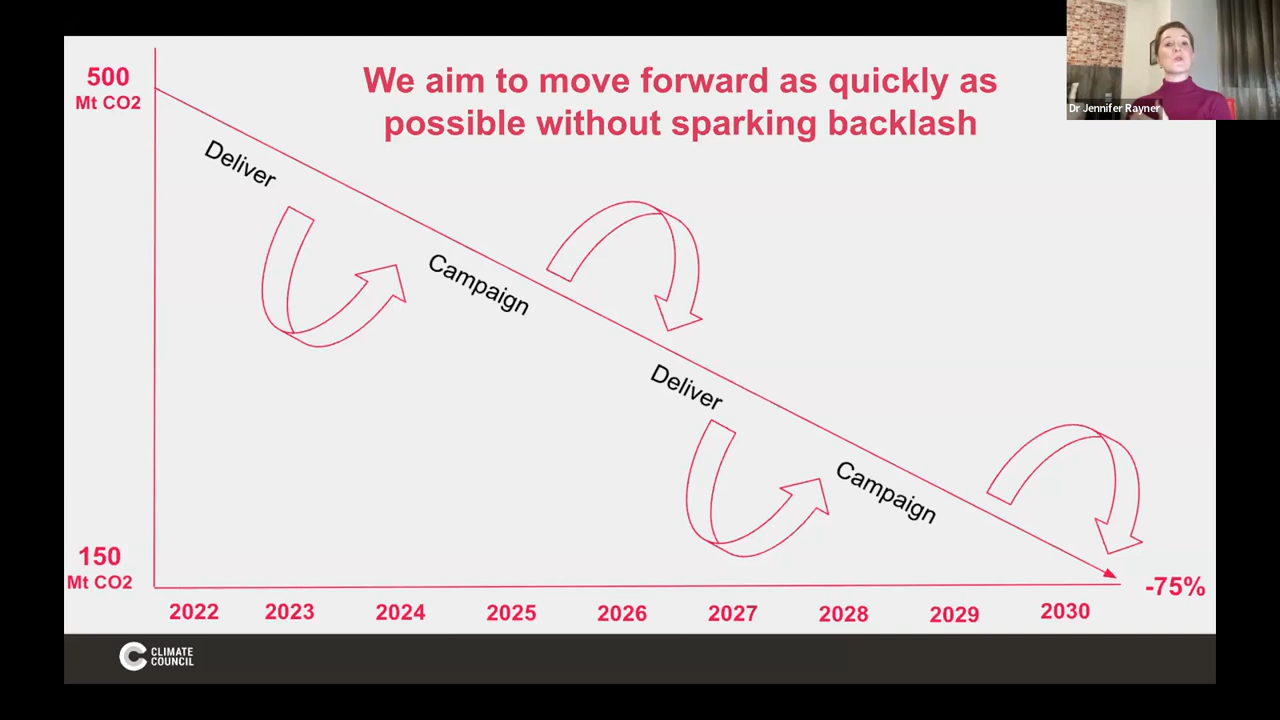 We aim to move forward as quickly as
possible without sparking backlash
Dr Jennifer Rayner
500
Mt CO2
Deliver
Campaign
Deliver
Campaign
150
Mt CO2
-75%
2022 2023 2024 2025 2026 2027 2028 2029 2030
CLIMATE
COUNCIL